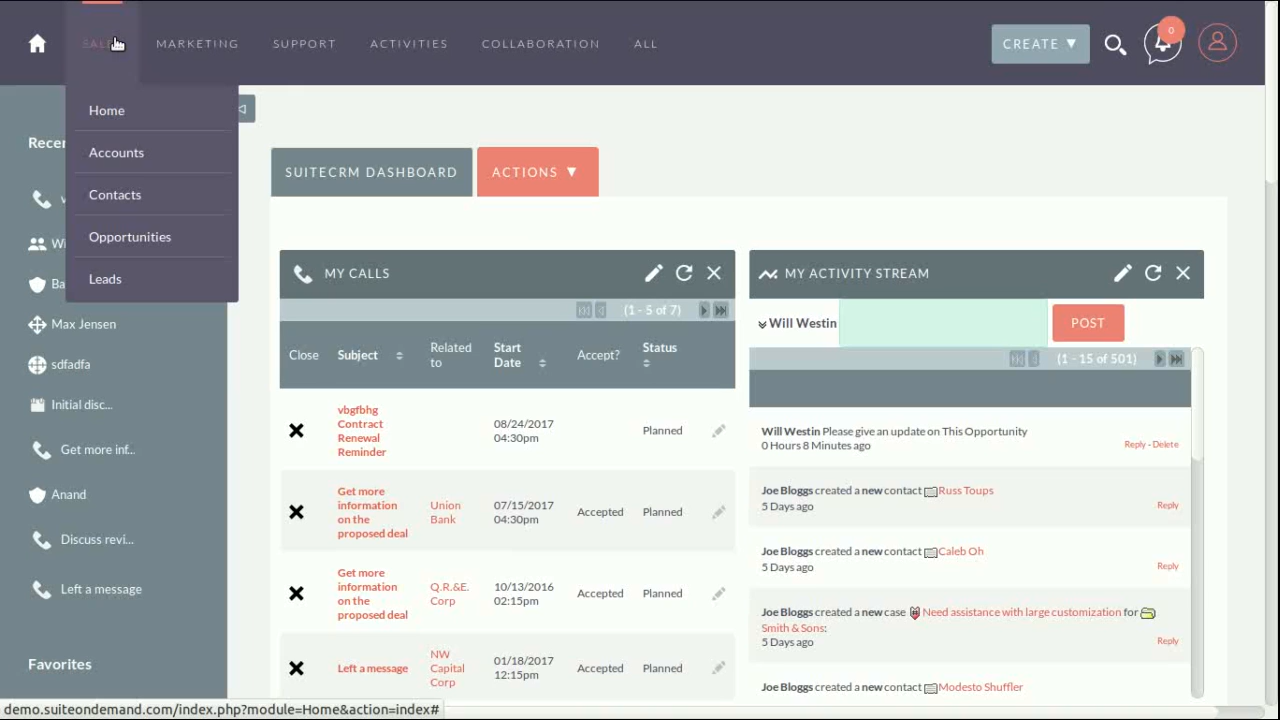 SALES MARKETING SUPPORT ACTIVITIES COLLABORATION ALL CREATE ▼ 0
Home
Accounts
Contacts
Opportunities
Leads
Max Jensen
sdfadfa
Initial disc...
Get more inf...
Anand
Discuss revi...
Left a message
Favorites
SUITECRM DASHBOARD ACTIONS ▼
MY CALLS
(1 - 5 of 7)
Close Subject Related to Start Date Accept? Status
vbgfbhg
Contract
Renewal
Reminder
08/24/2017
04:30pm
Planned
Get more
information
on the
proposed deal
Union
Bank
07/15/2017
04:30pm
Accepted
Planned
Get more
information
on the
proposed deal
Q.R.&E.
Corp
10/13/2016
02:15pm
Accepted
Planned
Left a message
NW
Capital
Corp
01/18/2017
12:15pm
Accepted
Planned
MY ACTIVITY STREAM
Will Westin POST
(1 - 15 of 501)
Will Westin Please give an update on This Opportunity
0 Hours 8 Minutes ago
Reply - Delete
Joe Bloggs created a new contact Russ Toups
5 Days ago
Reply
Joe Bloggs created a new contact Caleb Oh
5 Days ago
Reply
Joe Bloggs created a new case Need assistance with large customization for
Smith & Sons:
5 Days ago
Reply
Joe Bloggs created a new contact Modesto Shuffler
demo.suiteondemand.com/index.php?module=Home&action=index#